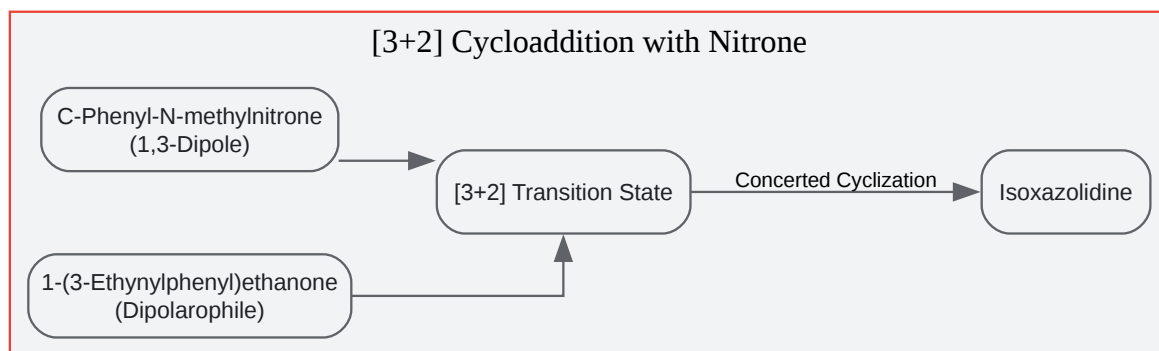 [3+2] Cycloaddition with Nitrone
C-Phenyl-N-methylnitrone
(1,3-Dipole)
[3+2] Transition State
Concerted Cyclization
Isoxazolidine
1-(3-Ethynylphenyl)ethanone
(Dipolarophile)